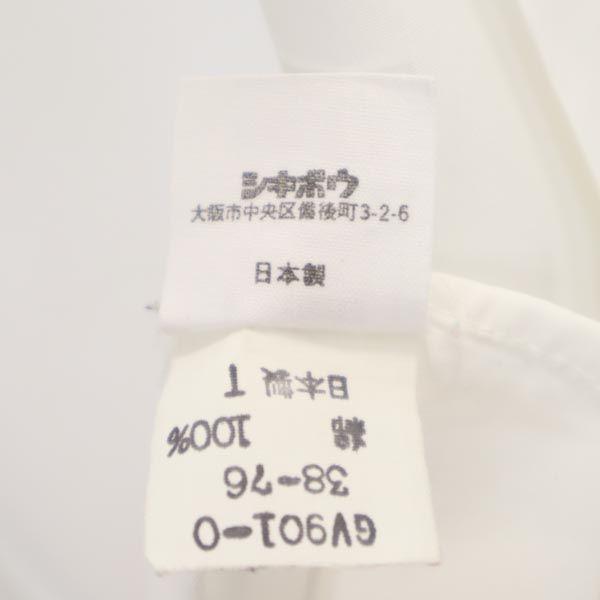 シキボウ
大阪市中央区備後町3-2-6
日本製
GV901-0
38-76
綿 100%
日本製 T